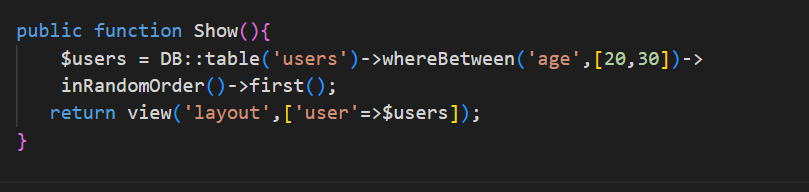 public function Show(){
$users = DB::table('users')->whereBetween('age',[20,30])->
inRandomOrder()->first();
return view('layout',['user'=>$users]);
}